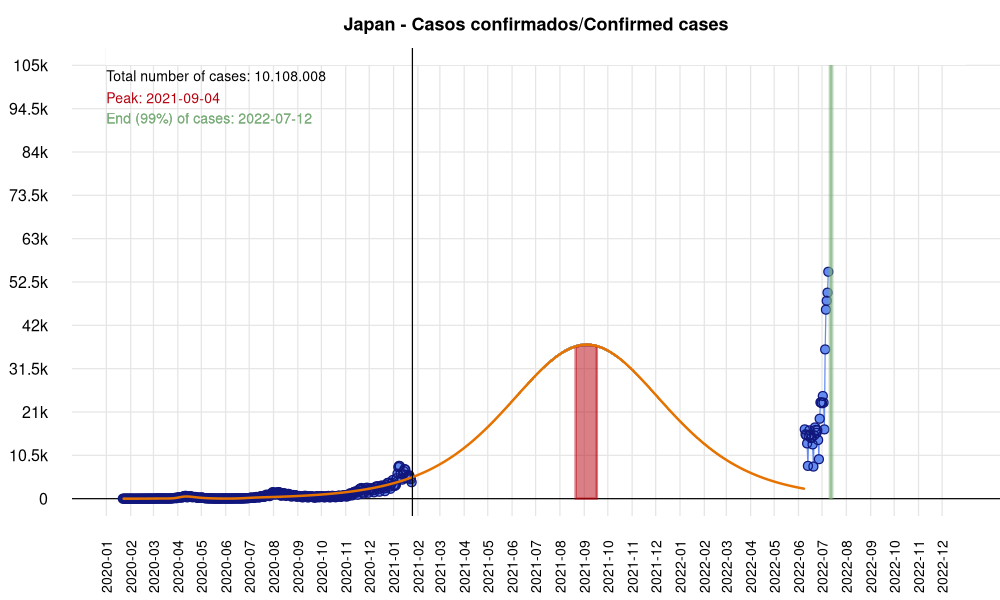 Japan - Casos confirmados/Confirmed cases
Total number of cases: 10.108.008
Peak: 2021-09-04
End (99%) of cases: 2022-07-12
105k
94.5k
84k
73.5k
63k
52.5k
42k
31.5k
21k
10.5k
0
2020-01
2020-02
2020-03
2020-04
2020-05
2020-06
2020-07
2020-08
2020-09
2020-10
2020-11
2020-12
2021-01
2021-02
2021-03
2021-04
2021-05
2021-06
2021-07
2021-08
2021-09
2021-10
2021-11
2021-12
2022-01
2022-02
2022-03
2022-04
2022-05
2022-06
2022-07
2022-08
2022-09
2022-10
2022-11
2022-12